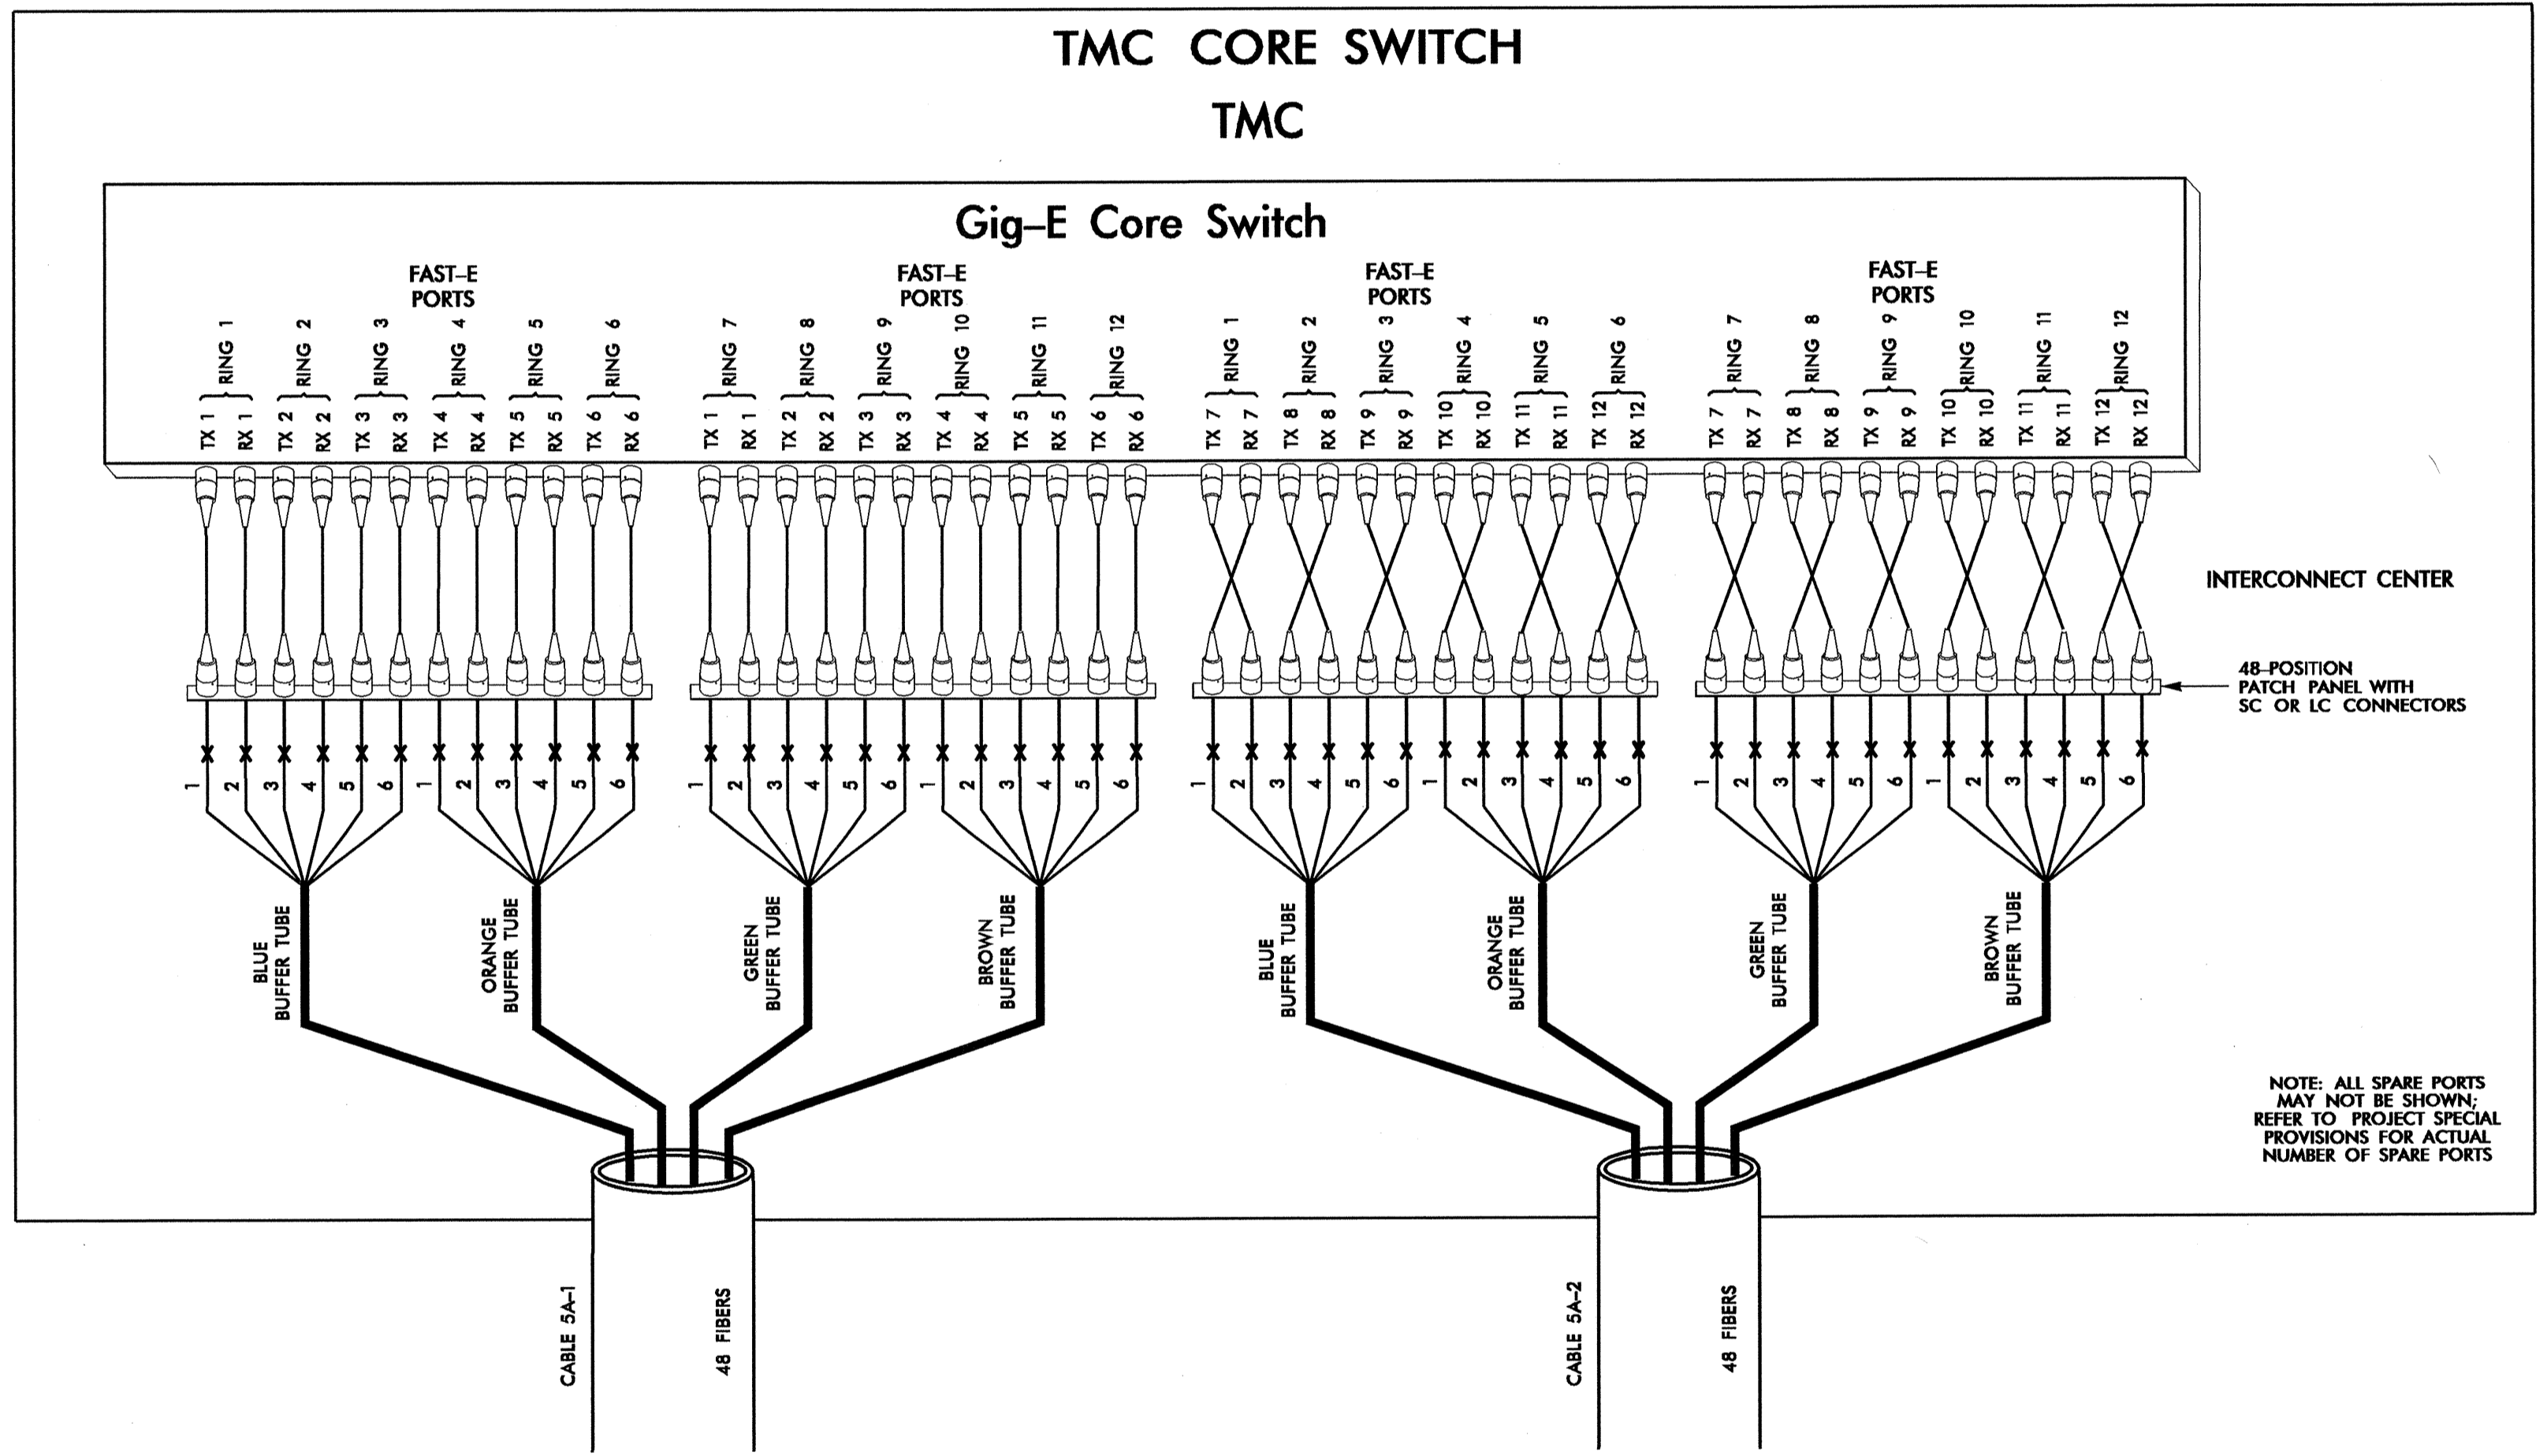 TMC CORE SWITCH
TMC
Gig–E Core Switch
FAST–E
PORTS
FAST–E
PORTS
FAST–E
PORTS
FAST–E
PORTS
RING 1
RING 2
RING 3
RING 4
RING 5
RING 6
RING 7
RING 8
RING 9
RING 10
RING 11
RING 12
RING 1
RING 2
RING 3
RING 4
RING 5
RING 6
RING 7
RING 8
RING 9
RING 10
RING 11
RING 12
TX 1
RX 1
TX 2
RX 2
TX 3
RX 3
TX 4
RX 4
TX 5
RX 5
TX 6
RX 6
TX 1
RX 1
TX 2
RX 2
TX 3
RX 3
TX 4
RX 4
TX 5
RX 5
TX 6
RX 6
TX 7
RX 7
TX 8
RX 8
TX 9
RX 9
TX 10
RX 10
TX 11
RX 11
TX 12
RX 12
TX 7
RX 7
TX 8
RX 8
TX 9
RX 9
TX 10
RX 10
TX 11
RX 11
TX 12
RX 12
INTERCONNECT CENTER
48–POSITION
PATCH PANEL WITH
SC OR LC CONNECTORS
1
2
3
4
5
6
1
2
3
4
5
6
1
2
3
4
5
6
1
2
3
4
5
6
1
2
3
4
5
6
1
2
3
4
5
6
1
2
3
4
5
6
1
2
3
4
5
6
BLUE
BUFFER TUBE
ORANGE
BUFFER TUBE
GREEN
BUFFER TUBE
BROWN
BUFFER TUBE
BLUE
BUFFER TUBE
ORANGE
BUFFER TUBE
GREEN
BUFFER TUBE
BROWN
BUFFER TUBE
NOTE: ALL SPARE PORTS
MAY NOT BE SHOWN;
REFER TO PROJECT SPECIAL
PROVISIONS FOR ACTUAL
NUMBER OF SPARE PORTS
CABLE 5A–1
48 FIBERS
CABLE 5A–2
48 FIBERS